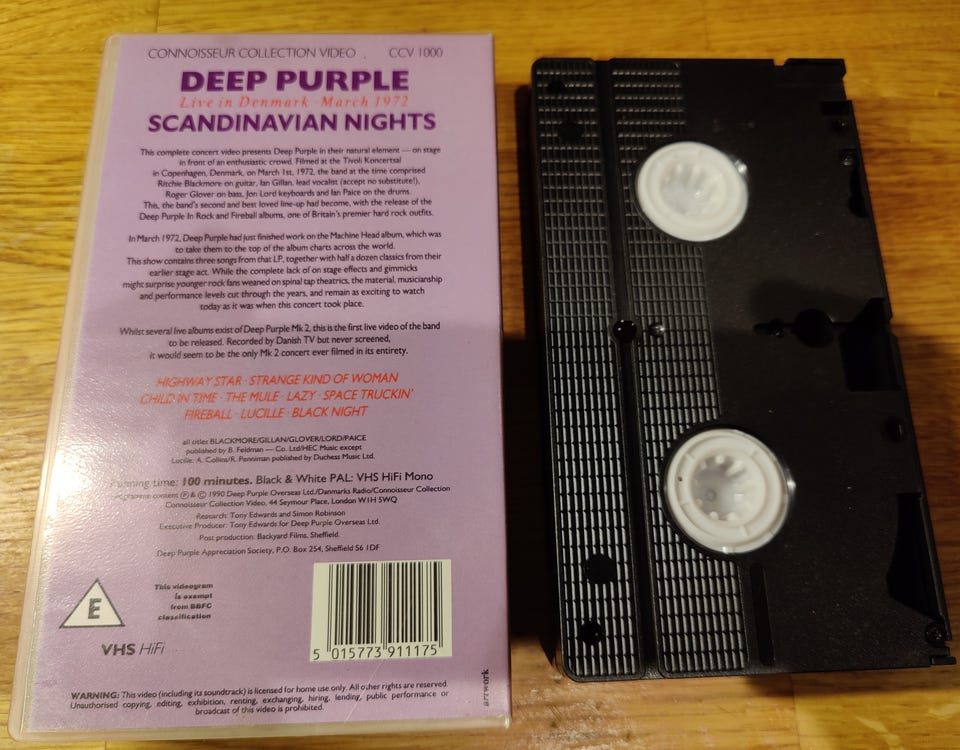 CONNOISSEUR COLLECTION VIDEO . CCV 1000
DEEP PURPLE
Live in Denmark · March 1972
SCANDINAVIAN NIGHTS
This complete concert video presents Deep Purple in their natural element — on stage
in front of an enthusiastic crowd. Filmed at the Tivoli Koncertsal
in Copenhagen, Denmark, on March 1st, 1972, the band at the time comprised
Ritchie Blackmore on guitar, Ian Gillan, lead vocalist (accept no substitute!),
Roger Glover on bass, Jon Lord keyboards and Ian Paice on the drums.
This, the band's second and best loved line-up had become, with the release of the
Deep Purple In Rock and Fireball albums, one of Britain's premier hard rock outfits.
In March 1972, Deep Purple had just finished work on the Machine Head album, which was
to take them to the top of the album charts across the world.
This show contains three songs from that LP, together with half a dozen classics from their
earlier stage act. While the complete lack of on stage effects and gimmicks
might surprise younger rock fans weaned on spinal tap theatrics, the material, musicianship
and performance levels cut through the years, and remain as exciting to watch
today as it was when this concert took place.
Whilst several live albums exist of Deep Purple Mk 2, this is the first live video of the band
to be released. Recorded by Danish TV but never screened,
it would seem to be the only Mk 2 concert ever filmed in its entirety.
HIGHWAY STAR · STRANGE KIND OF WOMAN
CHILD IN TIME · THE MULE · LAZY · SPACE TRUCKIN'
FIREBALL · LUCILLE · BLACK NIGHT
all titles BLACKMORE/GILLAN/GLOVER/LORD/PAICE
published by B. Feldman — Co. Ltd/HEC Music except
Lucille: A. Collins/R. Penniman published by Duchess Music Ltd.
Running time: 100 minutes. Black & White PAL: VHS HiFi Mono
Programme content ℗ & © 1990 Deep Purple Overseas Ltd./Danmarks Radio/Connoisseur Collection
Connoisseur Collection Video, 44 Seymour Place, London W1H 5WQ
Research: Tony Edwards and Simon Robinson
Executive Producer: Tony Edwards for Deep Purple Overseas Ltd.
Post production: Backyard Films, Sheffield.
Deep Purple Appreciation Society, P.O. Box 254, Sheffield S6 1DF
E
This videogram
is exempt
from BBFC
classification
VHS HiFi
5 015773 911175
WARNING: This video (including its soundtrack) is licensed for home use only. All other rights are reserved.
Unauthorised copying, editing, exhibition, renting, exchanging, hiring, lending, public performance or
broadcast of this video is prohibited.
artwork